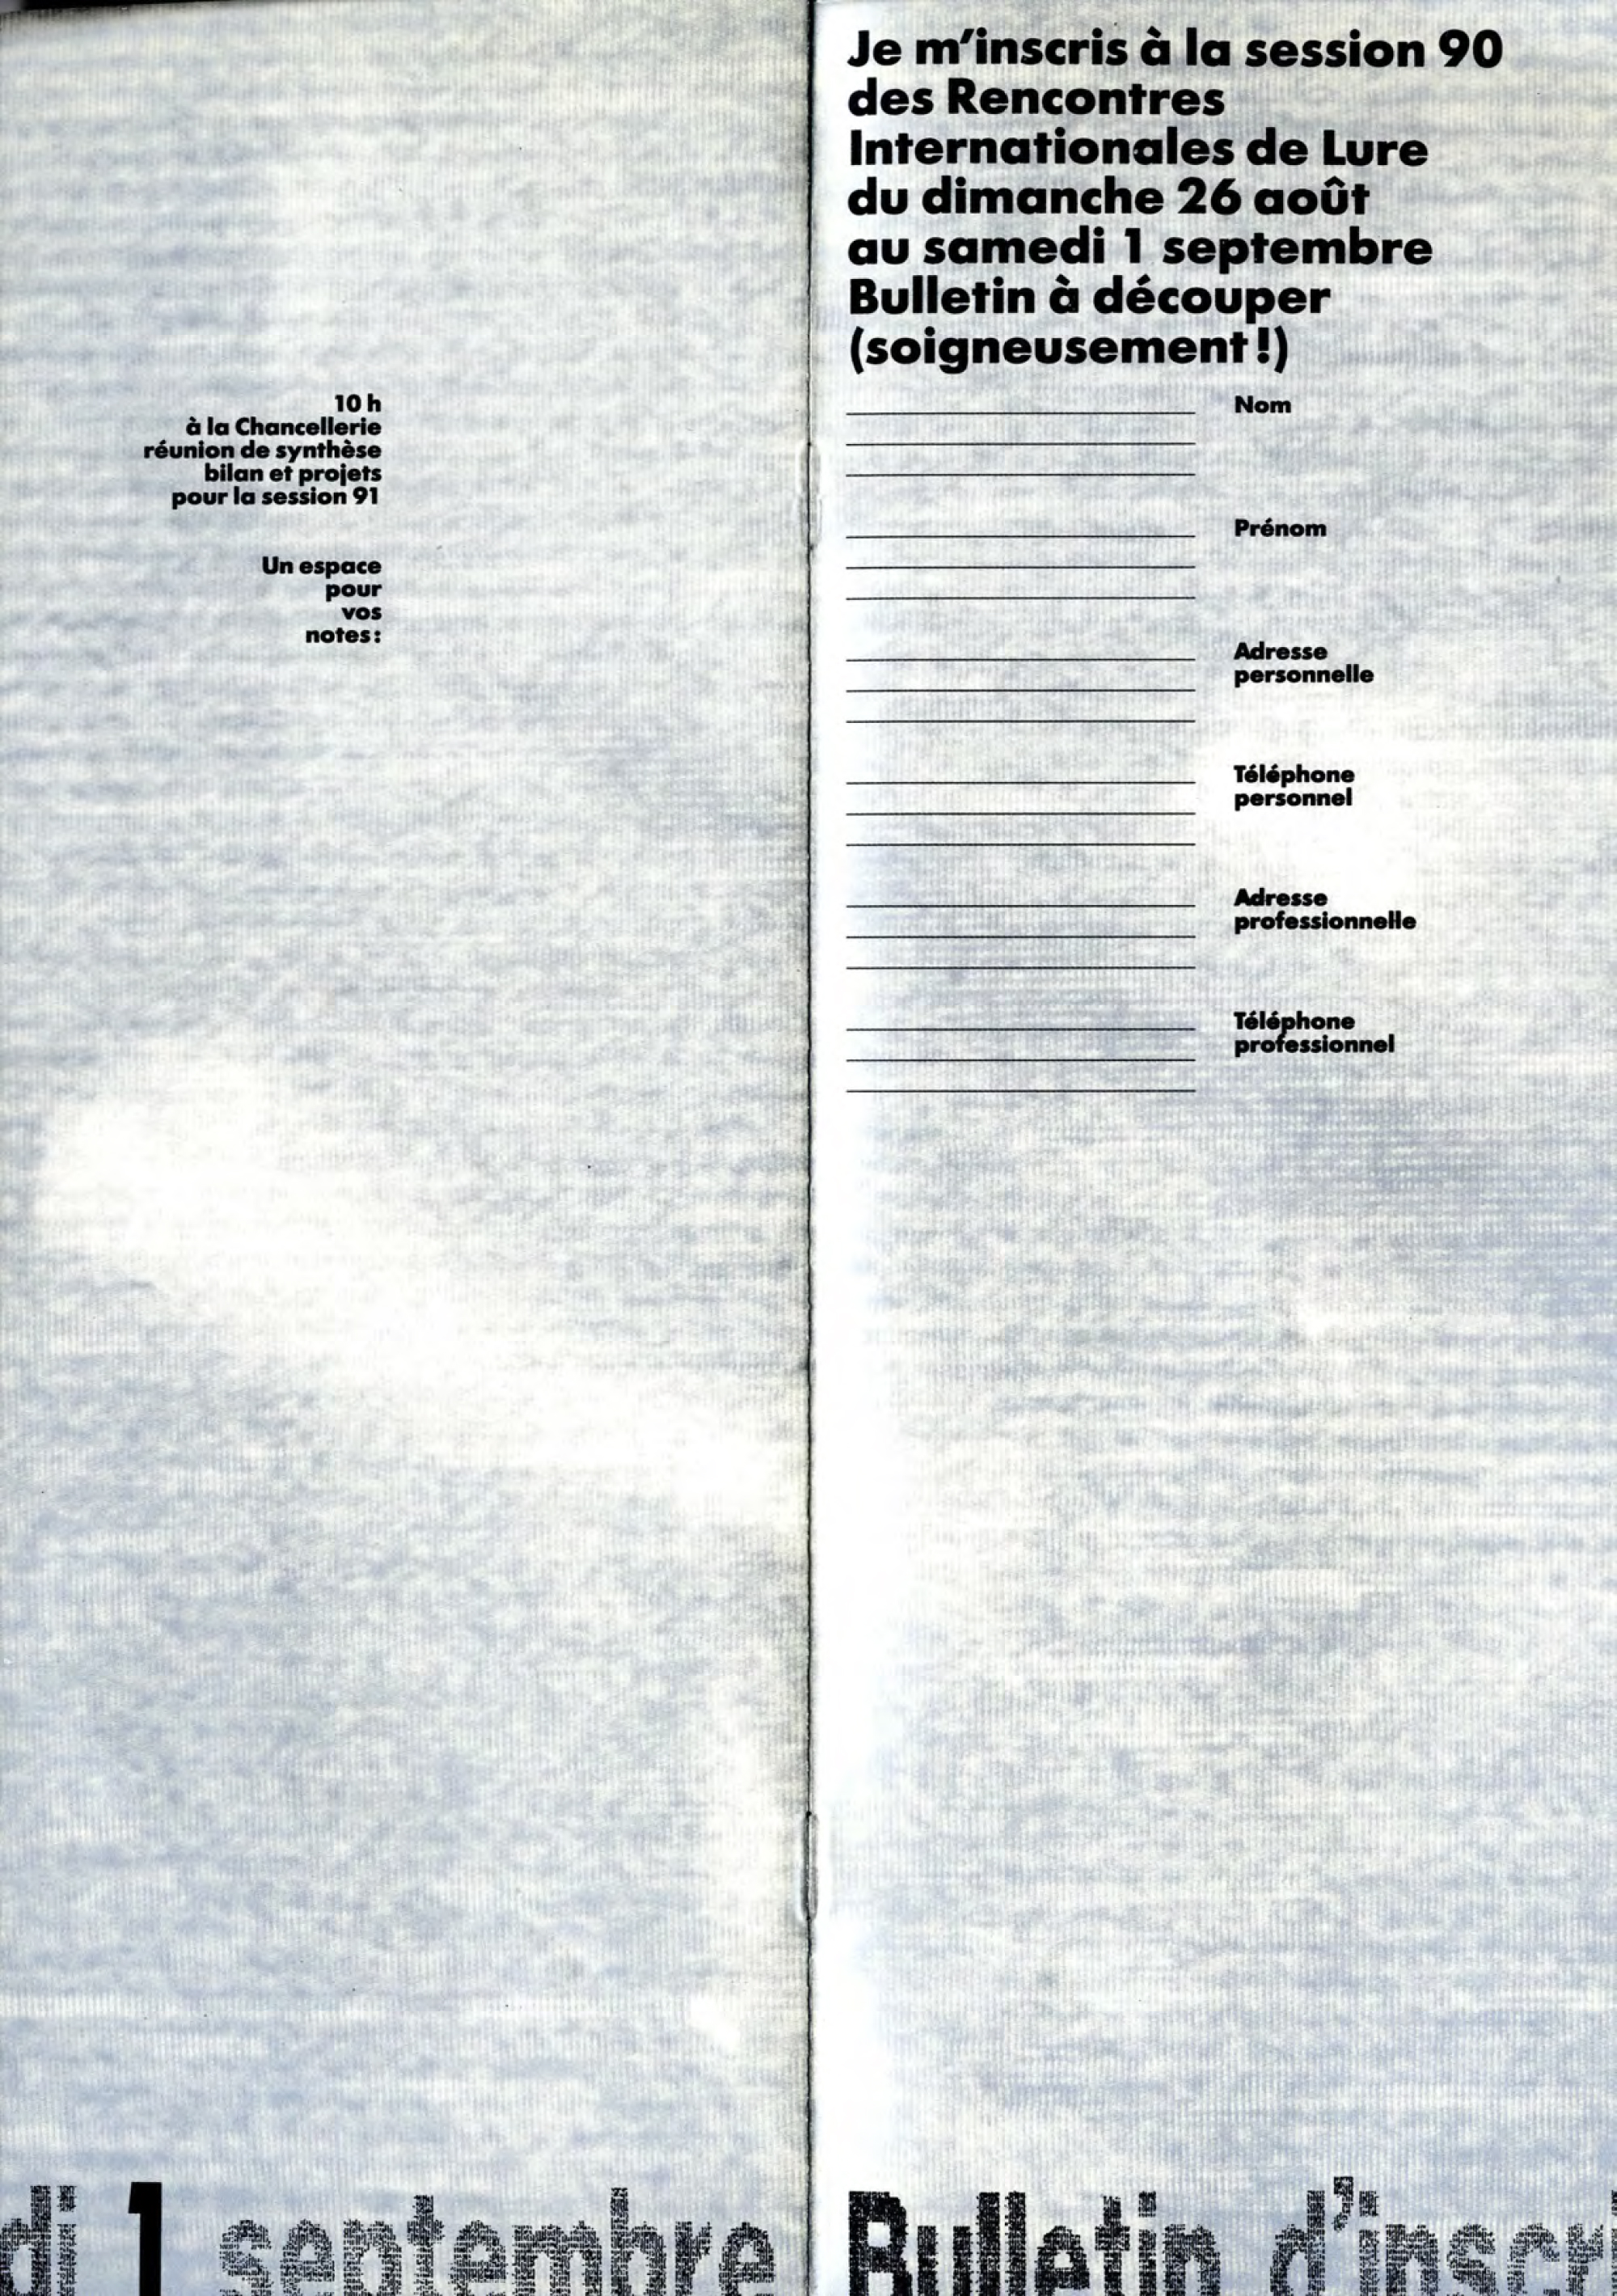 10 h
à la Chancellerie
réunion de synthèse
bilan et projets
pour la session 91
Un espace
pour
vos
notes:
di 1 septembre
Je m'inscris à la session 90
des Rencontres
Internationales de Lure
du dimanche 26 août
au samedi 1 septembre
Bulletin à découper
(soigneusement!)
Nom
Prénom
Adresse
personnelle
Téléphone
personnel
Adresse
professionnelle
Téléphone
professionnel
Bulletin d'inscri